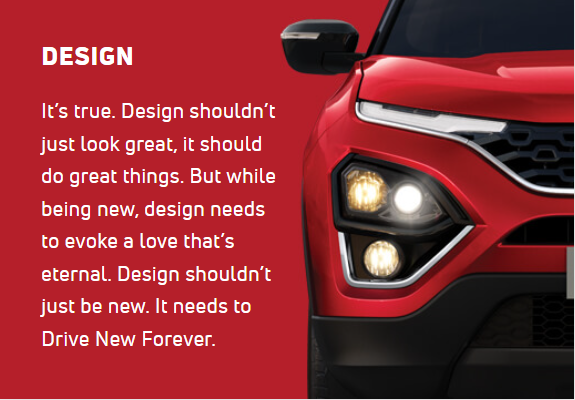 DESIGN
It's true. Design shouldn't
just look great, it should
do great things. But while
being new, design needs
to evoke a love that's
eternal. Design shouldn't
just be new. It needs to
Drive New Forever.